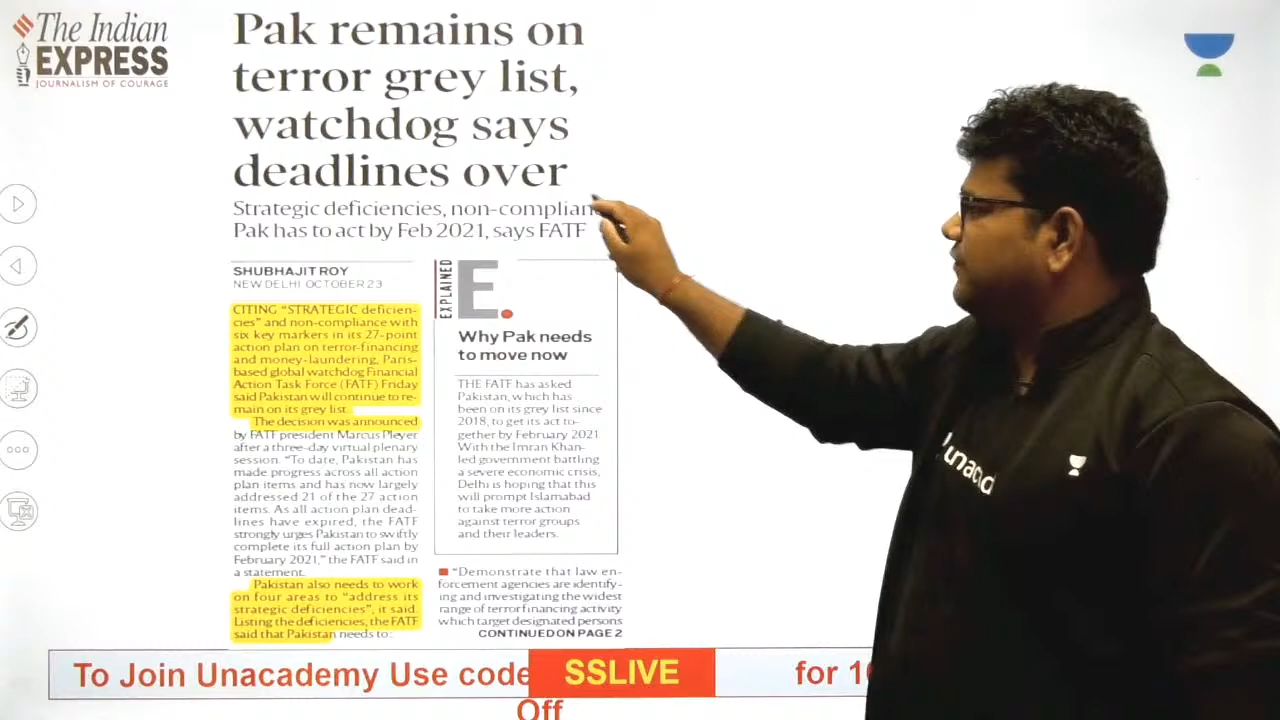 The Indian
EXPRESS
JOURNALISM OF COURAGE
Pak remains on
terror grey list,
watchdog says
deadlines over
Strategic deficiencies,
Pak has to act by Feb 2021, says FATF
SHUBHAJIT ROY
NEW DELHI OCTOBER 23
CITING "STRATEGIC deficien-
cies" and non-compliance with
six key markers in its 27-point
action plan on terror-financing
and money-laundering, Paris-
based global watchdog Financial
Action Task Force (FATF) Friday
said Pakistan will continue to re-
main on its grey list.
The decision was announced
by FATF president Marcus Pleyer
after a three-day virtual plenary
session. "To date, Pakistan has
made progress across all action
plan items and has now largely
addressed 21 of the 27 action
items. As all action plan dead-
lines have expired, the FATF
strongly urges Pakistan to swiftly
complete its full action plan by
February 2021," the FATF said in
a statement.
Pakistan also needs to work
on four areas to "address its
strategic deficiencies", it said.
Listing the deficiencies, the FATF
said that Pakistan needs to:
EXPLAINED
E.
Why Pak needs
to move now
THE FATF has asked
Pakistan, which has
been on its grey list since
2018, to get its act to-
gether by February 2021.
With the Imran Khan-
led government battling
a severe economic crisis,
Delhi is hoping that this
will prompt Islamabad
to take more action
against terror groups
and their leaders.
"Demonstrate that law en-
forcement agencies are identify-
ing and investigating the widest
range of terror financing activity
which target designated persons
CONTINUED ON PAGE 2
To Join Unacademy Use code
SSLIVE
for
Off